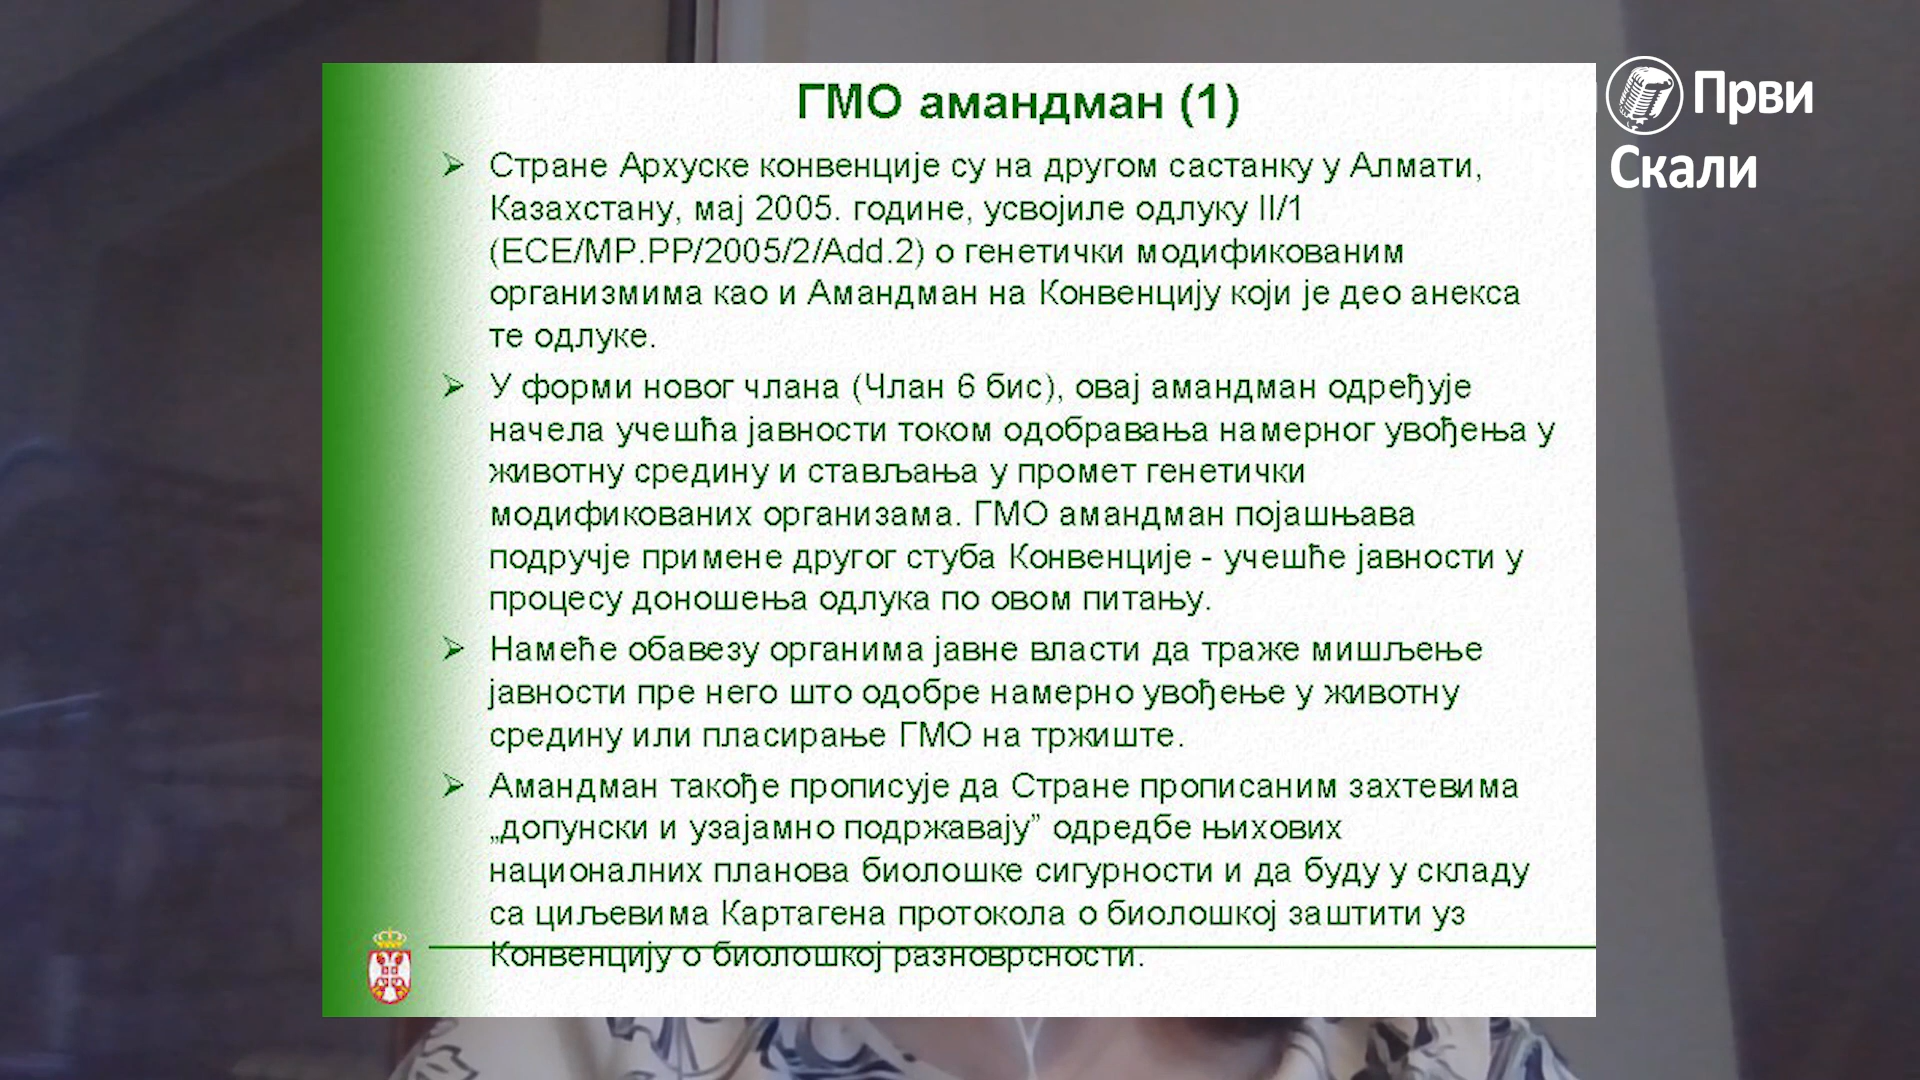 ГМО амандман (1)
Стране Архуске конвенције су на другом састанку у Алмати,
Казахстану, мај 2005. године, усвојиле одлуку II/1
(ECE/MP.PP/2005/2/Add.2) о генетички модификованим
организмима као и Амандман на Конвенцију који је део анекса
те одлуке.
У форми новог члана (Члан 6 бис), овај амандман одређује
начела учешћа јавности током одобравања намерног увођења у
животну средину и стављања у промет генетички
модификованих организама. ГМО амандман појашњава
подручје примене другог стуба Конвенције - учешће јавности у
процесу доношења одлука по овом питању.
Намеће обавезу органима јавне власти да траже мишљење
јавности пре него што одобре намерно увођење у животну
средину или пласирање ГМО на тржиште.
Амандман такође прописује да Стране прописаним захтевима
„допунски и узајамно подржавају” одредбе њихових
националних планова биолошке сигурности и да буду у складу
са циљевима Картагена протокола о биолошкој заштити уз
Конвенцију о биолошкој разноврсности.
Први
Скали